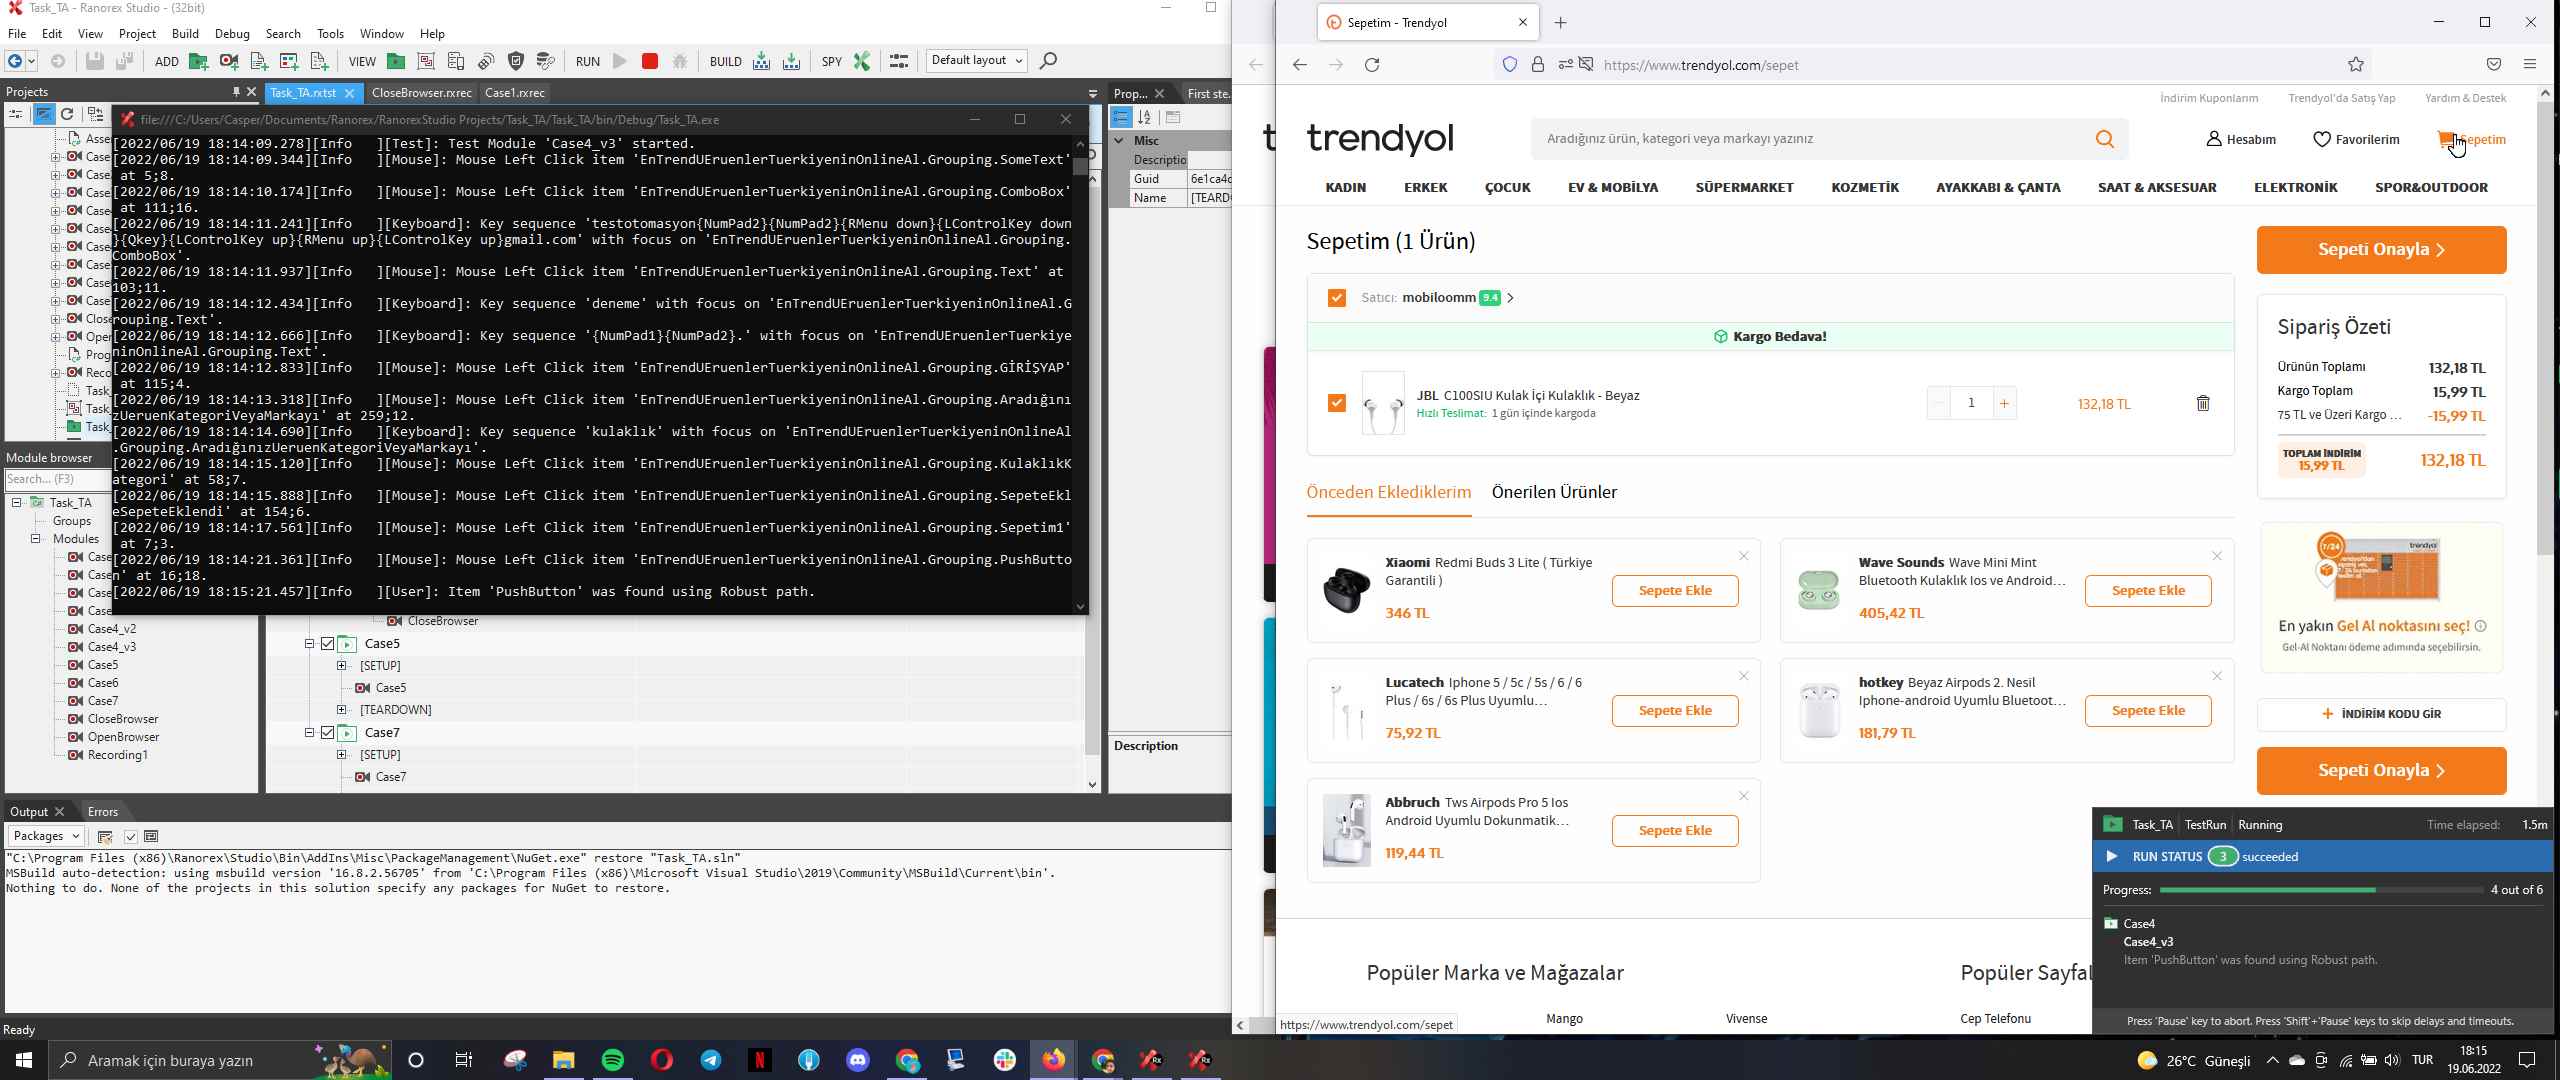 Task_TA - Ranorex Studio - (32bit)
File Edit View Project Build Debug Search Tools Window Help
ADD VIEW RUN BUILD SPY Default layout
Projects
Task_TA.rxtst CloseBrowser.rxrec Case1.rxrec
Prop... First ste.
file:///C:/Users/Casper/Documents/Ranorex/RanorexStudio Projects/Task_TA/Task_TA/bin/Debug/Task_TA.exe
[2022/06/19 18:14:09.278][Info   ][Test]: Test Module 'Case4_v3' started.
[2022/06/19 18:14:09.344][Info   ][Mouse]: Mouse Left Click item 'EnTrendUEruenlerTuerkiyeninOnlineAl.Grouping.SomeText'
 at 5;8.
[2022/06/19 18:14:10.174][Info   ][Mouse]: Mouse Left Click item 'EnTrendUEruenlerTuerkiyeninOnlineAl.Grouping.ComboBox'
 at 111;16.
[2022/06/19 18:14:11.241][Info   ][Keyboard]: Key sequence 'testotomasyon{NumPad2}{NumPad2}{RMenu down}{LControlKey down
}{Qkey}{LControlKey up}{RMenu up}{LControlKey up}gmail.com' with focus on 'EnTrendUEruenlerTuerkiyeninOnlineAl.Grouping.
ComboBox'.
[2022/06/19 18:14:11.937][Info   ][Mouse]: Mouse Left Click item 'EnTrendUEruenlerTuerkiyeninOnlineAl.Grouping.Text' at
103;11.
[2022/06/19 18:14:12.434][Info   ][Keyboard]: Key sequence 'deneme' with focus on 'EnTrendUEruenlerTuerkiyeninOnlineAl.G
rouping.Text'.
[2022/06/19 18:14:12.666][Info   ][Keyboard]: Key sequence '{NumPad1}{NumPad2}.' with focus on 'EnTrendUEruenlerTuerkiye
ninOnlineAl.Grouping.Text'.
[2022/06/19 18:14:12.833][Info   ][Mouse]: Mouse Left Click item 'EnTrendUEruenlerTuerkiyeninOnlineAl.Grouping.GİRİŞYAP'
 at 115;4.
[2022/06/19 18:14:13.318][Info   ][Mouse]: Mouse Left Click item 'EnTrendUEruenlerTuerkiyeninOnlineAl.Grouping.Aradığını
zUeruenKategoriVeyaMarkayı' at 259;12.
[2022/06/19 18:14:14.690][Info   ][Keyboard]: Key sequence 'kulaklık' with focus on 'EnTrendUEruenlerTuerkiyeninOnlineAl
.Grouping.AradığınızUeruenKategoriVeyaMarkayı'.
[2022/06/19 18:14:15.120][Info   ][Mouse]: Mouse Left Click item 'EnTrendUEruenlerTuerkiyeninOnlineAl.Grouping.KulaklıkK
ategori' at 58;7.
[2022/06/19 18:14:15.888][Info   ][Mouse]: Mouse Left Click item 'EnTrendUEruenlerTuerkiyeninOnlineAl.Grouping.SepeteEkl
eSepeteEklendi' at 154;6.
[2022/06/19 18:14:17.561][Info   ][Mouse]: Mouse Left Click item 'EnTrendUEruenlerTuerkiyeninOnlineAl.Grouping.Sepetim1'
 at 7;3.
[2022/06/19 18:14:21.361][Info   ][Mouse]: Mouse Left Click item 'EnTrendUEruenlerTuerkiyeninOnlineAl.Grouping.PushButto
n' at 16;18.
[2022/06/19 18:15:21.457][Info   ][User]: Item 'PushButton' was found using Robust path.
Asse
Case
Case
Case
Case
Case
Case
Case
Case
Case
Close
Open
Prog
Reco
Task_
Task_
Task_
Module browser
Search... (F3)
Task_TA
Groups
Modules
Case
Case
Case
Case
Case4_v2
Case4_v3
Case5
Case6
Case7
CloseBrowser
OpenBrowser
Recording1
CloseBrowser
Case5
[SETUP]
Case5
[TEARDOWN]
Case7
[SETUP]
Case7
Misc
Descriptio
Guid 6e1ca4c
Name [TEARD
Description
Output Errors
Packages
"C:\Program Files (x86)\Ranorex\Studio\Bin\AddIns\Misc\PackageManagement\NuGet.exe" restore "Task_TA.sln"
MSBuild auto-detection: using msbuild version '16.8.2.56705' from 'C:\Program Files (x86)\Microsoft Visual Studio\2019\Community\MSBuild\Current\bin'.
Nothing to do. None of the projects in this solution specify any packages for NuGet to restore.
Ready
Sepetim - Trendyol
https://www.trendyol.com/sepet
İndirim Kuponlarım Trendyol'da Satış Yap Yardım & Destek
t
trendyol
Aradığınız ürün, kategori veya markayı yazınız
Hesabım Favorilerim epetim
KADIN ERKEK ÇOCUK EV & MOBİLYA SÜPERMARKET KOZMETİK AYAKKABI & ÇANTA SAAT & AKSESUAR ELEKTRONİK SPOR&OUTDOOR
Sepetim (1 Ürün)
Satıcı: mobiloomm 9.4
Kargo Bedava!
JBL C100SIU Kulak İçi Kulaklık - Beyaz
Hızlı Teslimat: 1 gün içinde kargoda
1
132,18 TL
Önceden Eklediklerim Önerilen Ürünler
Xiaomi Redmi Buds 3 Lite ( Türkiye
Garantili )
346 TL
Sepete Ekle
Wave Sounds Wave Mini Mint
Bluetooth Kulaklık Ios ve Android...
405,42 TL
Sepete Ekle
Lucatech Iphone 5 / 5c / 5s / 6 / 6
Plus / 6s / 6s Plus Uyumlu...
75,92 TL
Sepete Ekle
hotkey Beyaz Airpods 2. Nesil
Iphone-android Uyumlu Bluetoot...
181,79 TL
Sepete Ekle
Abbruch Tws Airpods Pro 5 Ios
Android Uyumlu Dokunmatik...
119,44 TL
Sepete Ekle
Sepeti Onayla
Sipariş Özeti
Ürünün Toplamı 132,18 TL
Kargo Toplam 15,99 TL
75 TL ve Üzeri Kargo ... -15,99 TL
TOPLAM İNDİRİM
15,99 TL
132,18 TL
7/24
trendyol
En yakın Gel Al noktasını seç!
Gel-Al Noktanı ödeme adımında seçebilirsin.
+ İNDİRİM KODU GİR
Sepeti Onayla
Popüler Marka ve Mağazalar
Popüler Sayfal
Mango Vivense Cep Telefonu
https://www.trendyol.com/sepet
Task_TA TestRun Running Time elapsed: 1.5m
RUN STATUS 3 succeeded
Progress: 4 out of 6
Case4
Case4_v3
Item 'PushButton' was found using Robust path.
Press 'Pause' key to abort. Press 'Shift'+'Pause' keys to skip delays and timeouts.
Aramak için buraya yazın
26°C Güneşli
TUR
18:15
19.06.2022